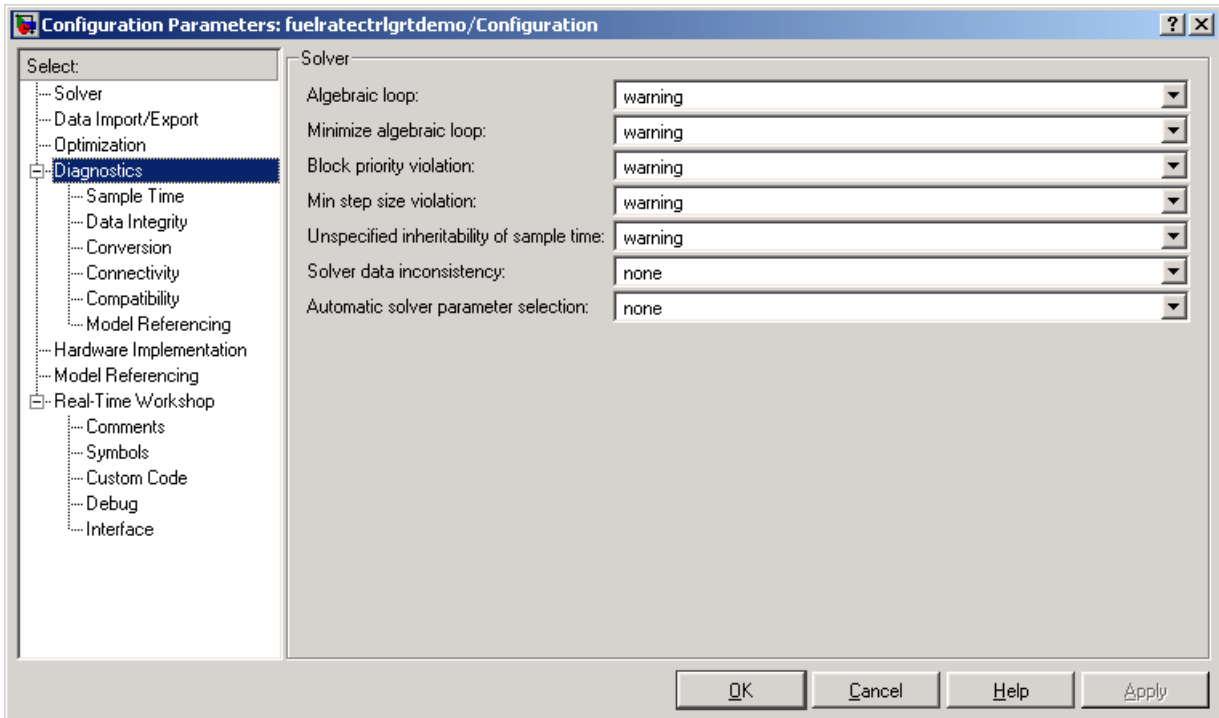 Configuration Parameters: fuelratectrlgrtdemo/Configuration
Select:
Solver
Data Import/Export
Optimization
Diagnostics
Sample Time
Data Integrity
Conversion
Connectivity
Compatibility
Model Referencing
Hardware Implementation
Model Referencing
Real-Time Workshop
Comments
Symbols
Custom Code
Debug
Interface
Solver
Algebraic loop: warning
Minimize algebraic loop: warning
Block priority violation: warning
Min step size violation: warning
Unspecified inheritability of sample time: warning
Solver data inconsistency: none
Automatic solver parameter selection: none
OK Cancel Help Apply